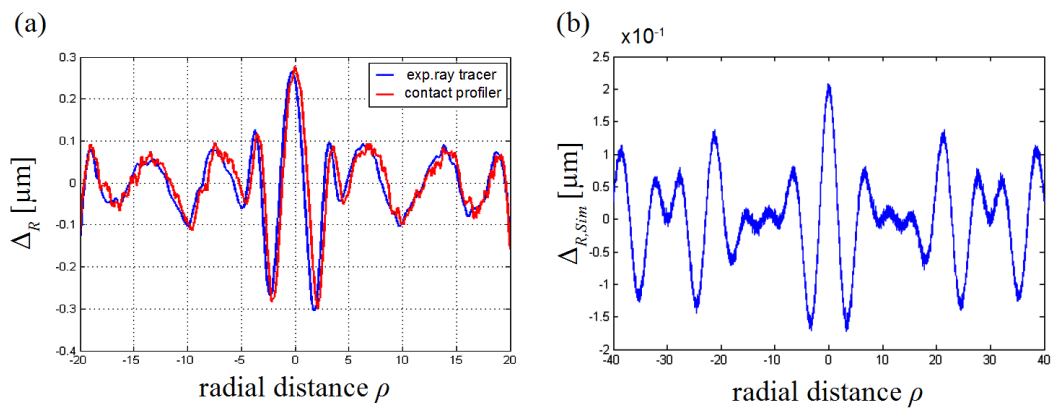 (a)
0.3
0.2
0.1
0
-0.1
-0.2
-0.3
-0.4
Δ_R [μm]
exp.ray tracer
contact profiler
-20 -15 -10 -5 0 5 10 15 20
radial distance ρ
(b)
x10⁻¹
2.5
2
1.5
1
0.5
0
-0.5
-1
-1.5
-2
Δ_R,Sim [μm]
-40 -30 -20 -10 0 10 20 30 40
radial distance ρ